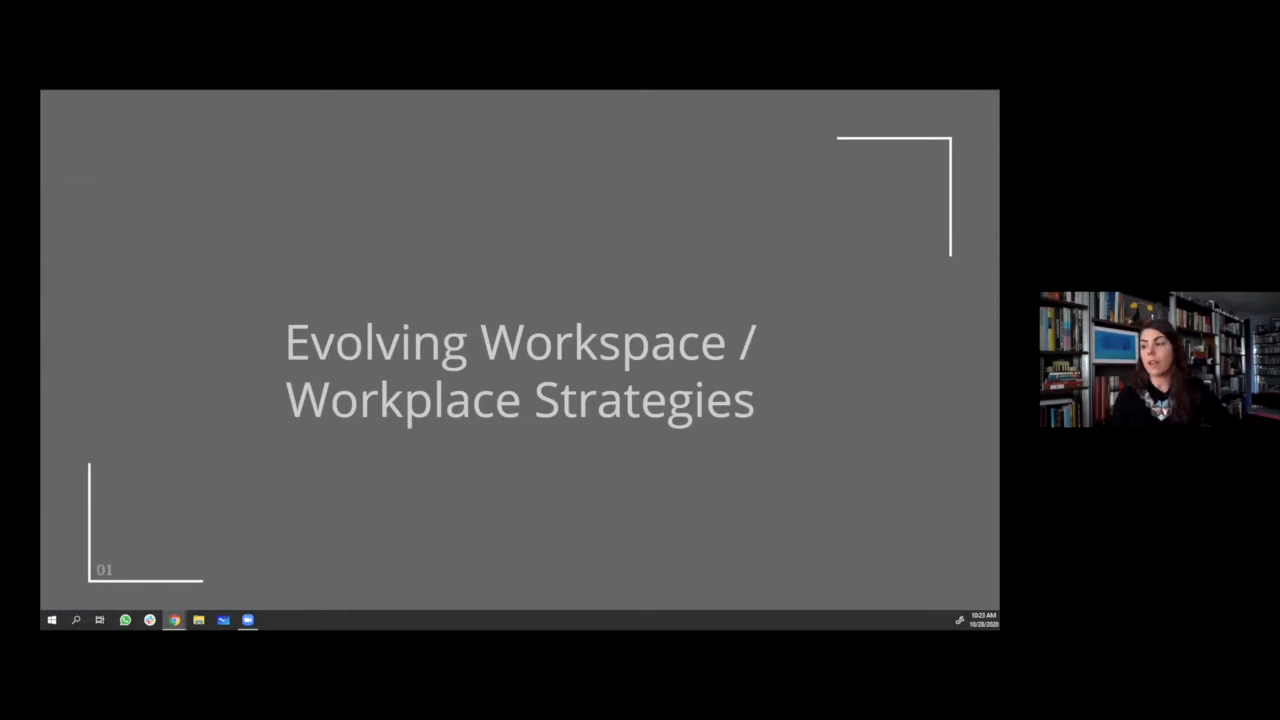 Evolving Workspace /
Workplace Strategies
01
10:23 AM
10/28/2020